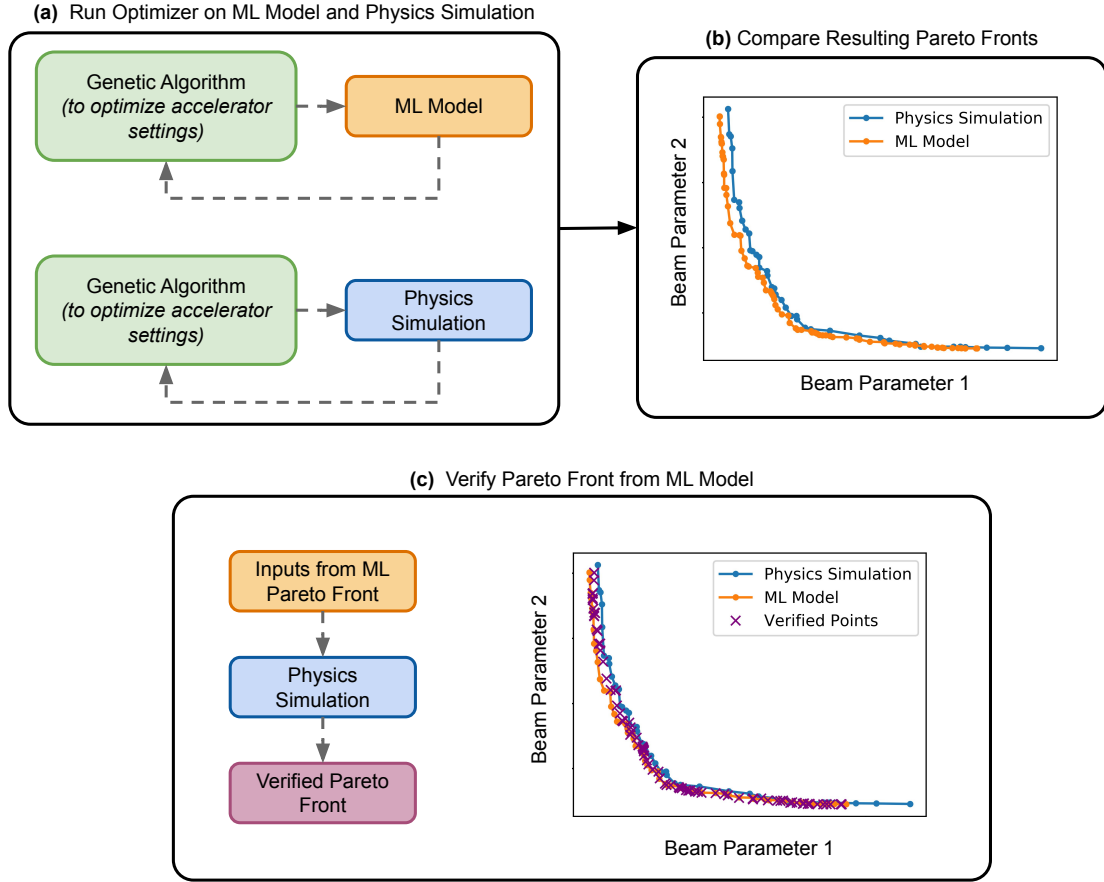 (a) Run Optimizer on ML Model and Physics Simulation
Genetic Algorithm
(to optimize accelerator
settings)
ML Model
Genetic Algorithm
(to optimize accelerator
settings)
Physics
Simulation
(b) Compare Resulting Pareto Fronts
Physics Simulation
ML Model
Beam Parameter 2
Beam Parameter 1
(c) Verify Pareto Front from ML Model
Inputs from ML
Pareto Front
Physics
Simulation
Verified Pareto
Front
Physics Simulation
ML Model
Verified Points
Beam Parameter 2
Beam Parameter 1